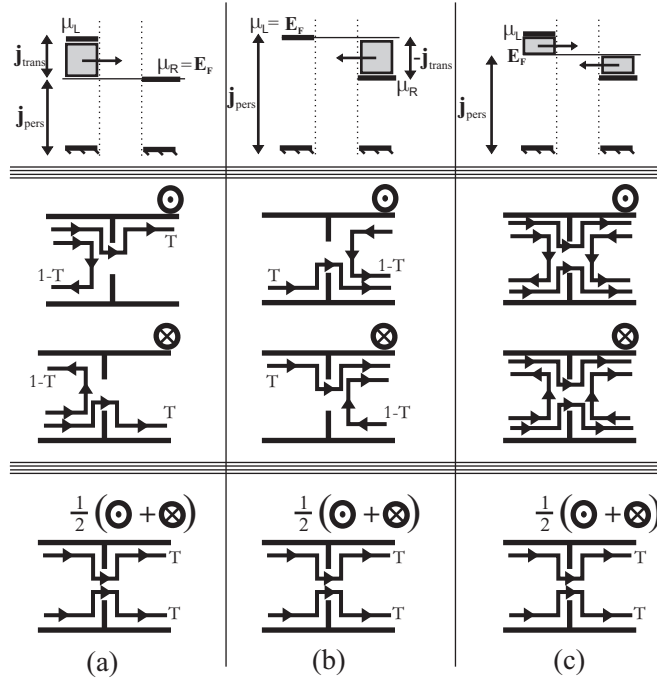 μL
jtrans
μR = EF
jpers
μL= EF
-jtrans
μR
jpers
μL
EF
jpers
T
1-T
T
1-T
1-T
T
T
1-T
1/2 ( + )
1/2 ( + )
1/2 ( + )
T
T
T
T
T
T
(a)
(b)
(c)